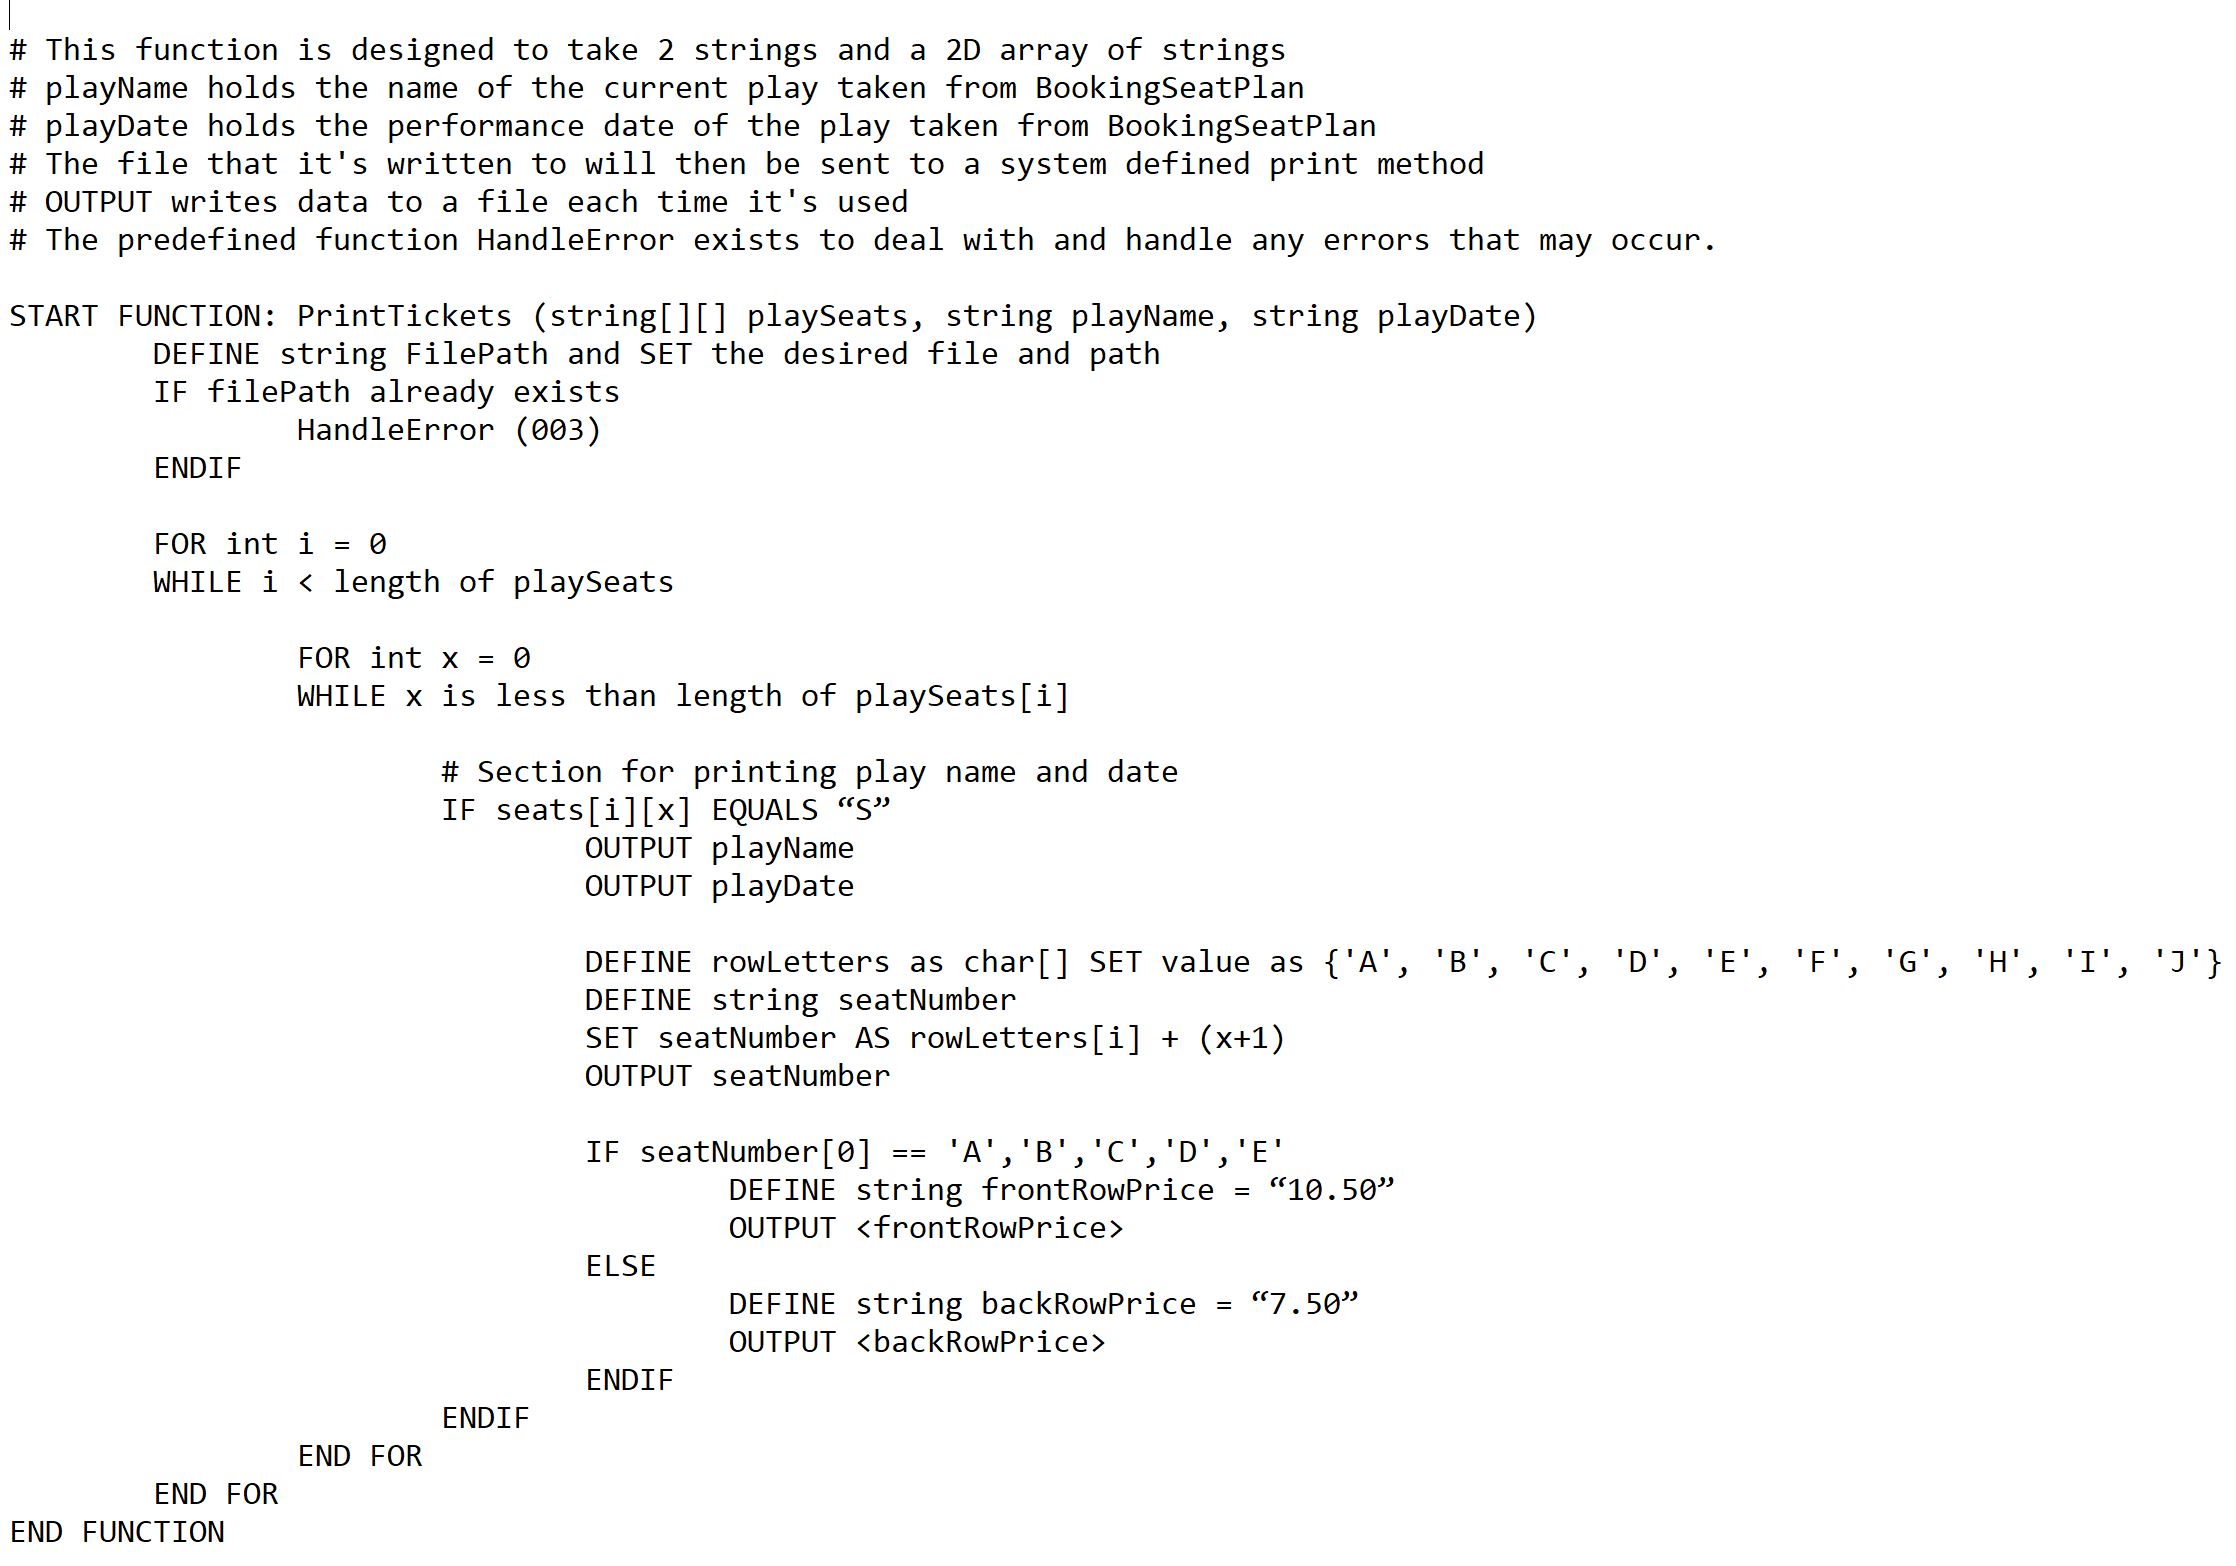 # This function is designed to take 2 strings and a 2D array of strings
# playName holds the name of the current play taken from BookingSeatPlan
# playDate holds the performance date of the play taken from BookingSeatPlan
# The file that it's written to will then be sent to a system defined print method
# OUTPUT writes data to a file each time it's used
# The predefined function HandleError exists to deal with and handle any errors that may occur.

START FUNCTION: PrintTickets (string[][] playSeats, string playName, string playDate)
        DEFINE string FilePath and SET the desired file and path
        IF filePath already exists
                HandleError (003)
        ENDIF

        FOR int i = 0
        WHILE i < length of playSeats

                FOR int x = 0
                WHILE x is less than length of playSeats[i]

                        # Section for printing play name and date
                        IF seats[i][x] EQUALS “S”
                                OUTPUT playName
                                OUTPUT playDate

                                DEFINE rowLetters as char[] SET value as {'A', 'B', 'C', 'D', 'E', 'F', 'G', 'H', 'I', 'J'}
                                DEFINE string seatNumber
                                SET seatNumber AS rowLetters[i] + (x+1)
                                OUTPUT seatNumber

                                IF seatNumber[0] == 'A','B','C','D','E'
                                        DEFINE string frontRowPrice = “10.50”
                                        OUTPUT <frontRowPrice>
                                ELSE
                                        DEFINE string backRowPrice = “7.50”
                                        OUTPUT <backRowPrice>
                                ENDIF
                        ENDIF
                END FOR
        END FOR
END FUNCTION